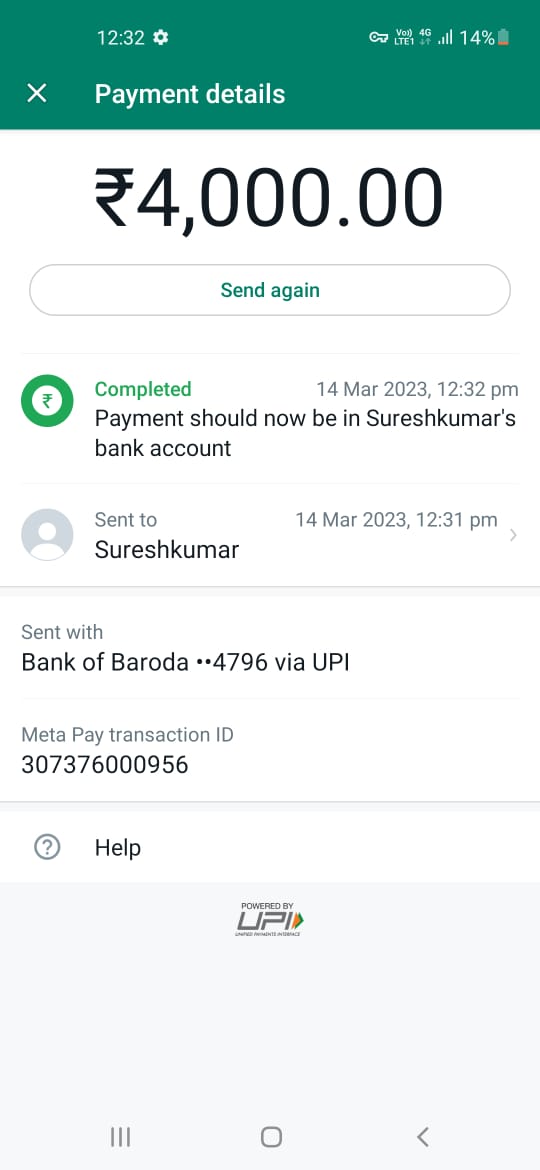 12:32
Vo)) 4G
LTE1 ↓↑ 14%
Payment details
₹4,000.00
Send again
Completed 14 Mar 2023, 12:32 pm
Payment should now be in Sureshkumar's
bank account
Sent to 14 Mar 2023, 12:31 pm
Sureshkumar
Sent with
Bank of Baroda ••4796 via UPI
Meta Pay transaction ID
307376000956
Help
POWERED BY
UPI
UNIFIED PAYMENTS INTERFACE